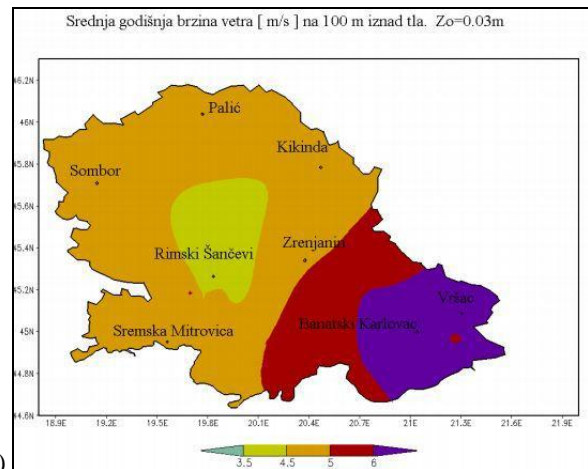 Srednja godišnja brzina vetra [ m/s ] na 100 m iznad tla. Zo=0.03m
46.2N
Palić
46N
Kikinda
45.8N
Sombor
45.6N
Zrenjanin
45.4N
Rimski Šančevi
45.2N
Vršac
Banatski Karlovac
45N
Sremska Mitrovica
44.8N
44.6N
18.9E 19.2E 19.5E 19.8E 20.1E 20.4E 20.7E 21E 21.3E 21.6E 21.9E
3.5 4.5 5 6
)